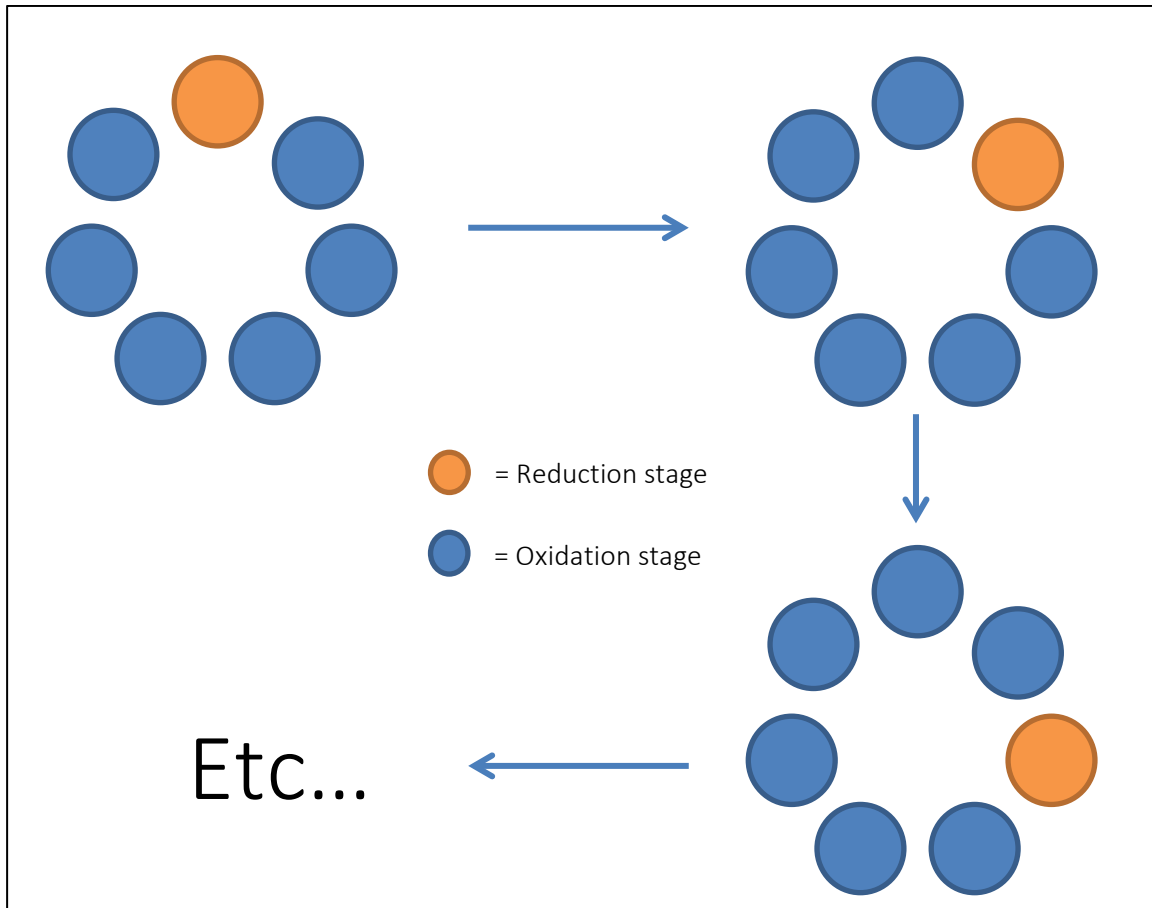 = Reduction stage
= Oxidation stage
Etc...